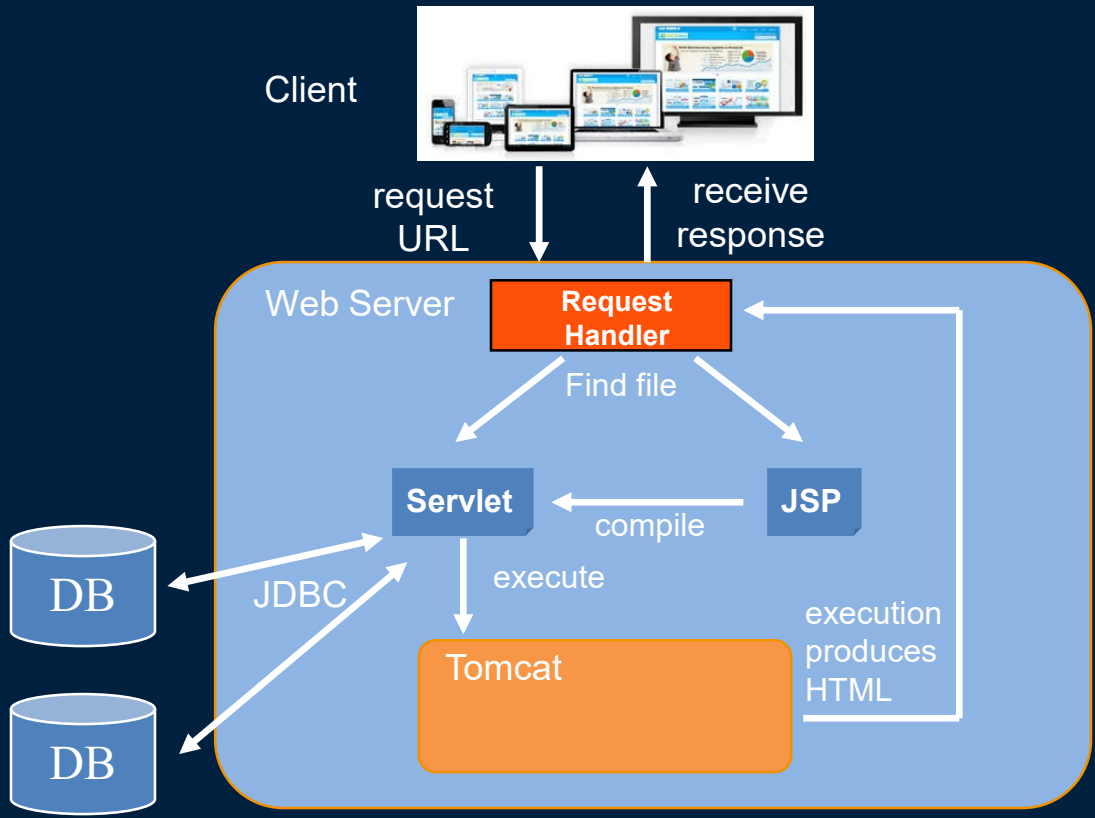 Client
request
URL
receive
response
Web Server
Request
Handler
Find file
Servlet
compile
JSP
DB
JDBC
execute
execution
produces
HTML
Tomcat
DB